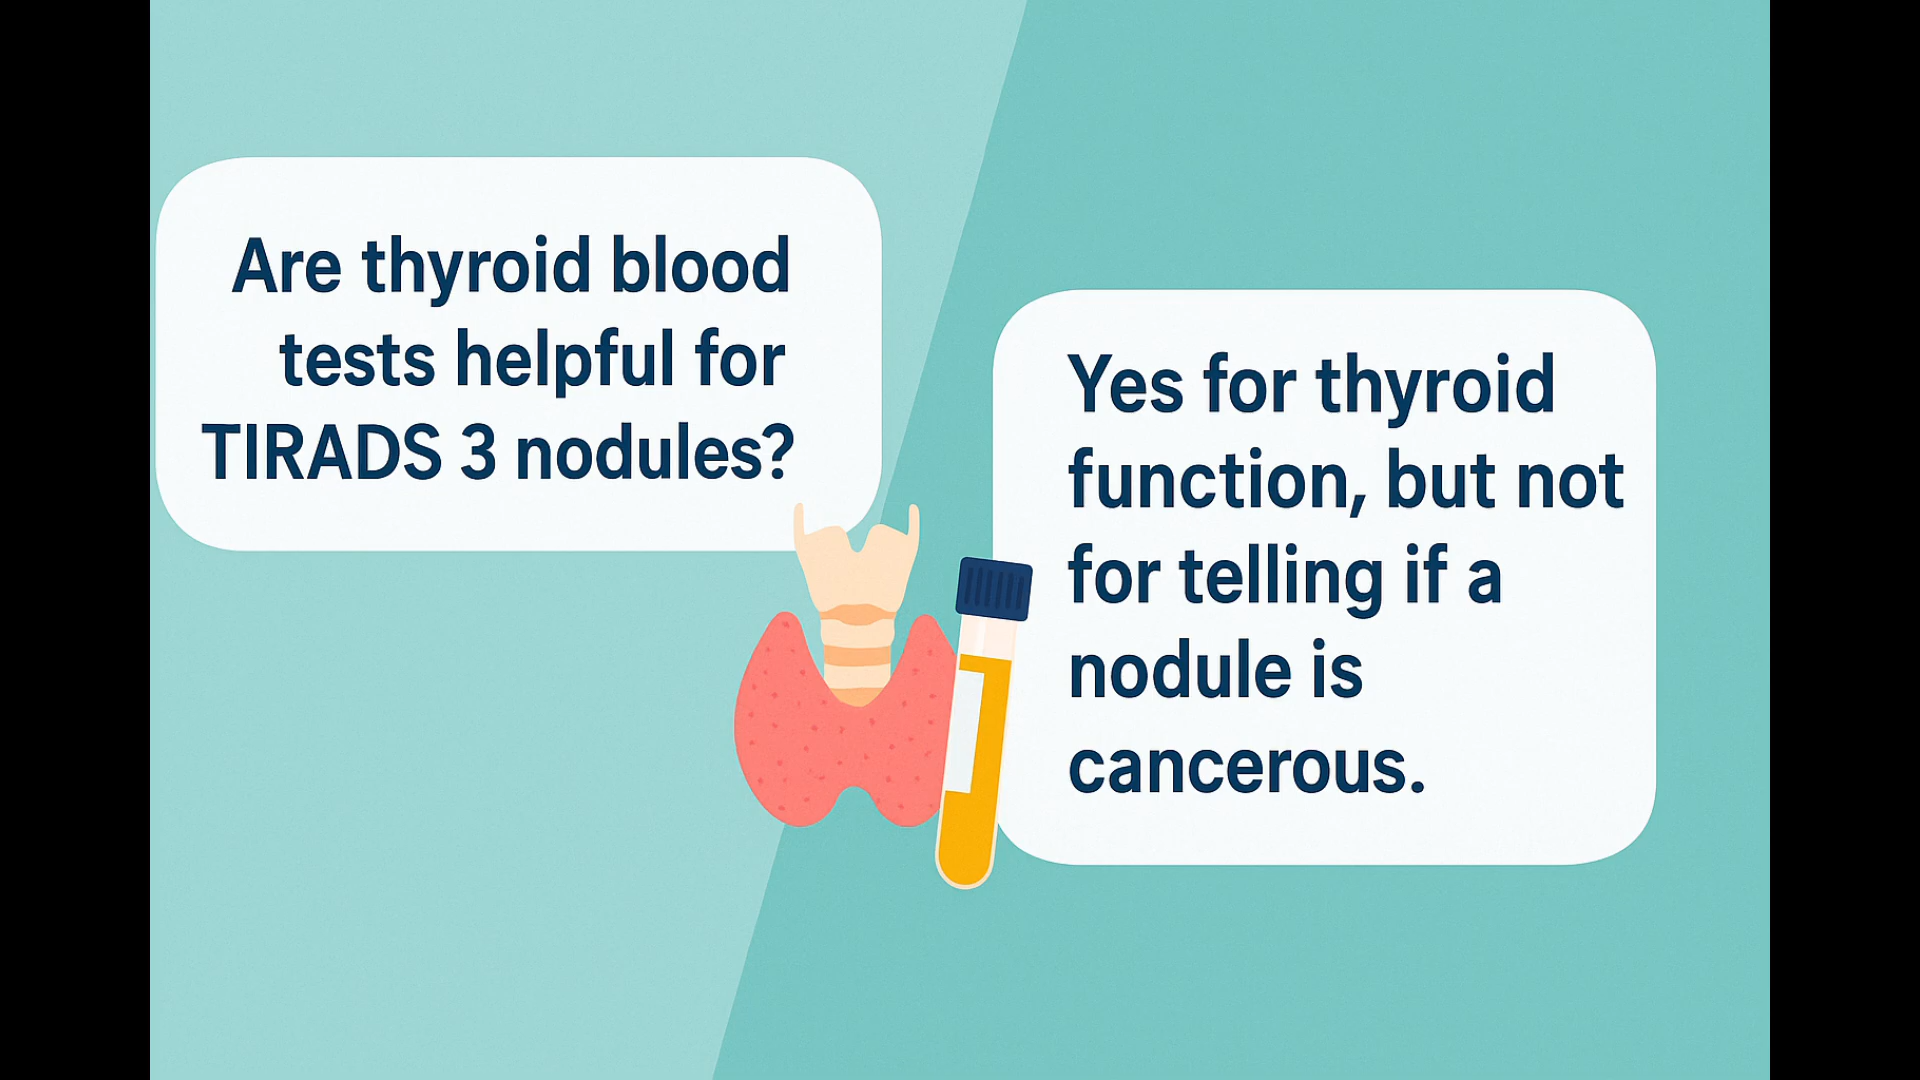 Are thyroid blood
tests helpful for
TIRADS 3 nodules?
Yes for thyroid
function, but not
for telling if a
nodule is
cancerous.